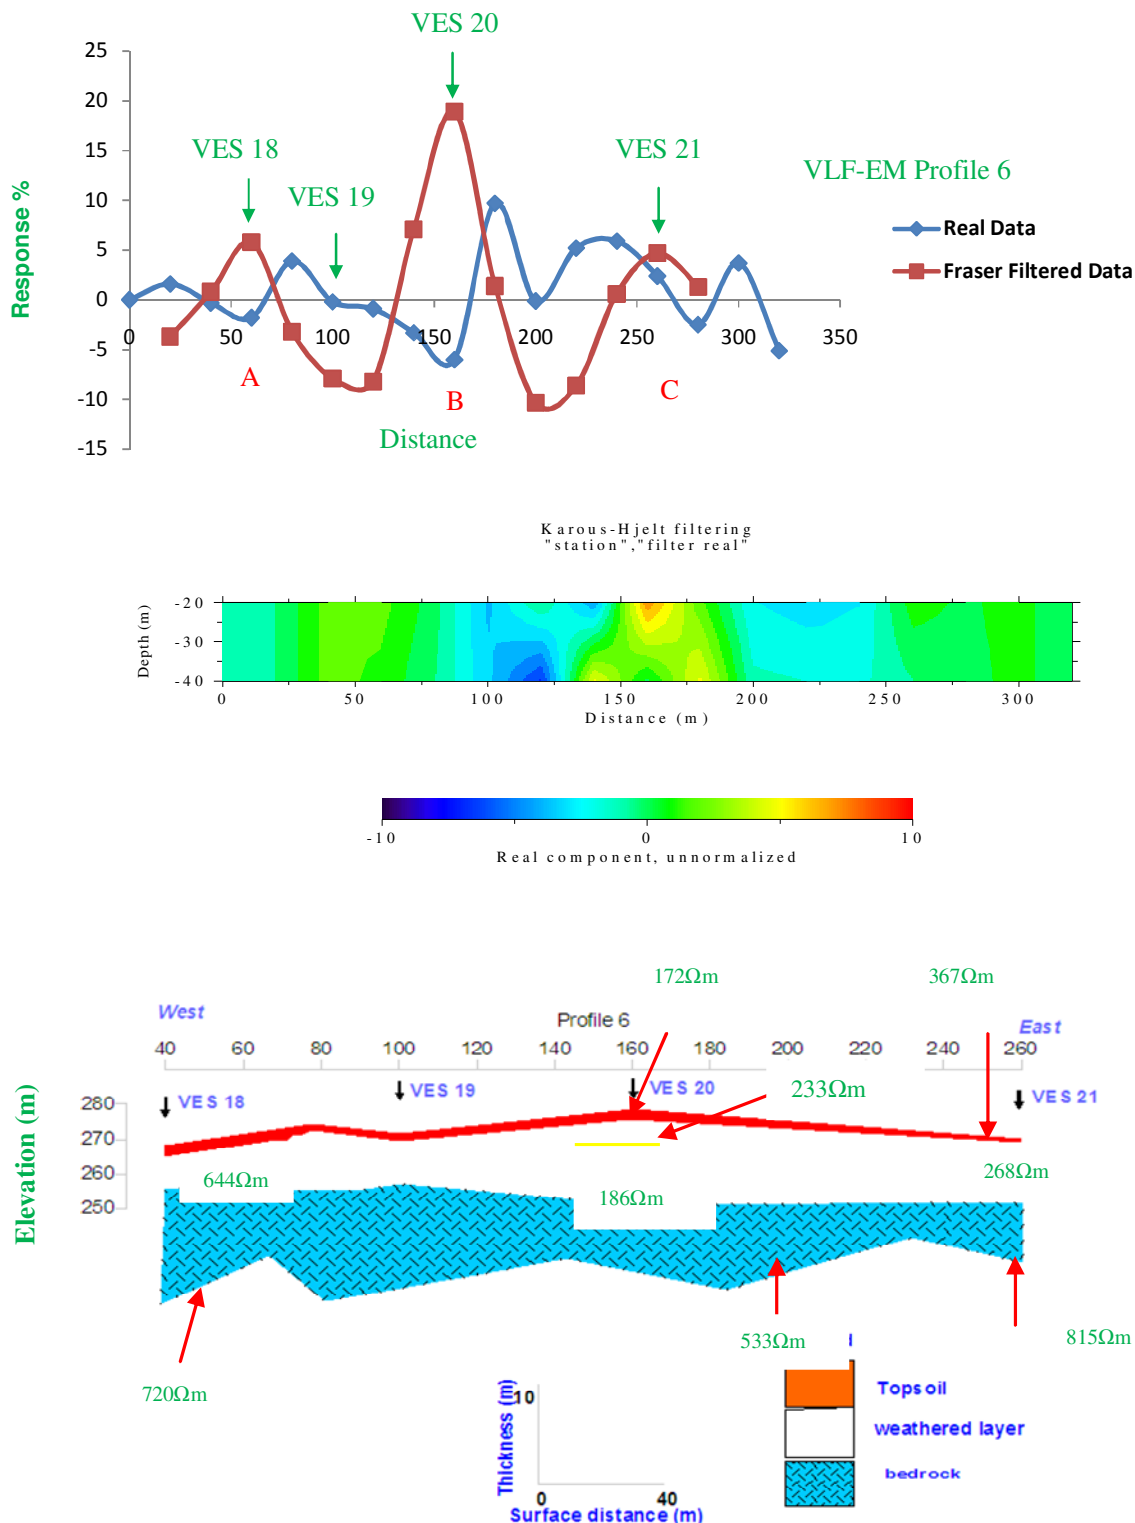 VES 20
25
20
15
10
5
0
-5
-10
-15
VES 18
VES 19
VES 21
VLF-EM Profile 6
Response %
Real Data
Fraser Filtered Data
0 50 100 150 200 250 300 350
A
B
C
Distance
Karous-Hjelt filtering
"station","filter real"
Depth (m)
-20
-30
-40
0 50 100 150 200 250 300
Distance (m)
-10 0 10
Real component, unnormalized
172Ωm
367Ωm
West
Profile 6
East
40 60 80 100 120 140 160 180 200 220 240 260
VES 18
VES 19
VES 20
VES 21
233Ωm
Elevation (m)
280
270
260
250
644Ωm
186Ωm
268Ωm
533Ωm
815Ωm
720Ωm
Thickness (m)
10
0 40
Surface distance (m)
Topsoil
weathered layer
bedrock